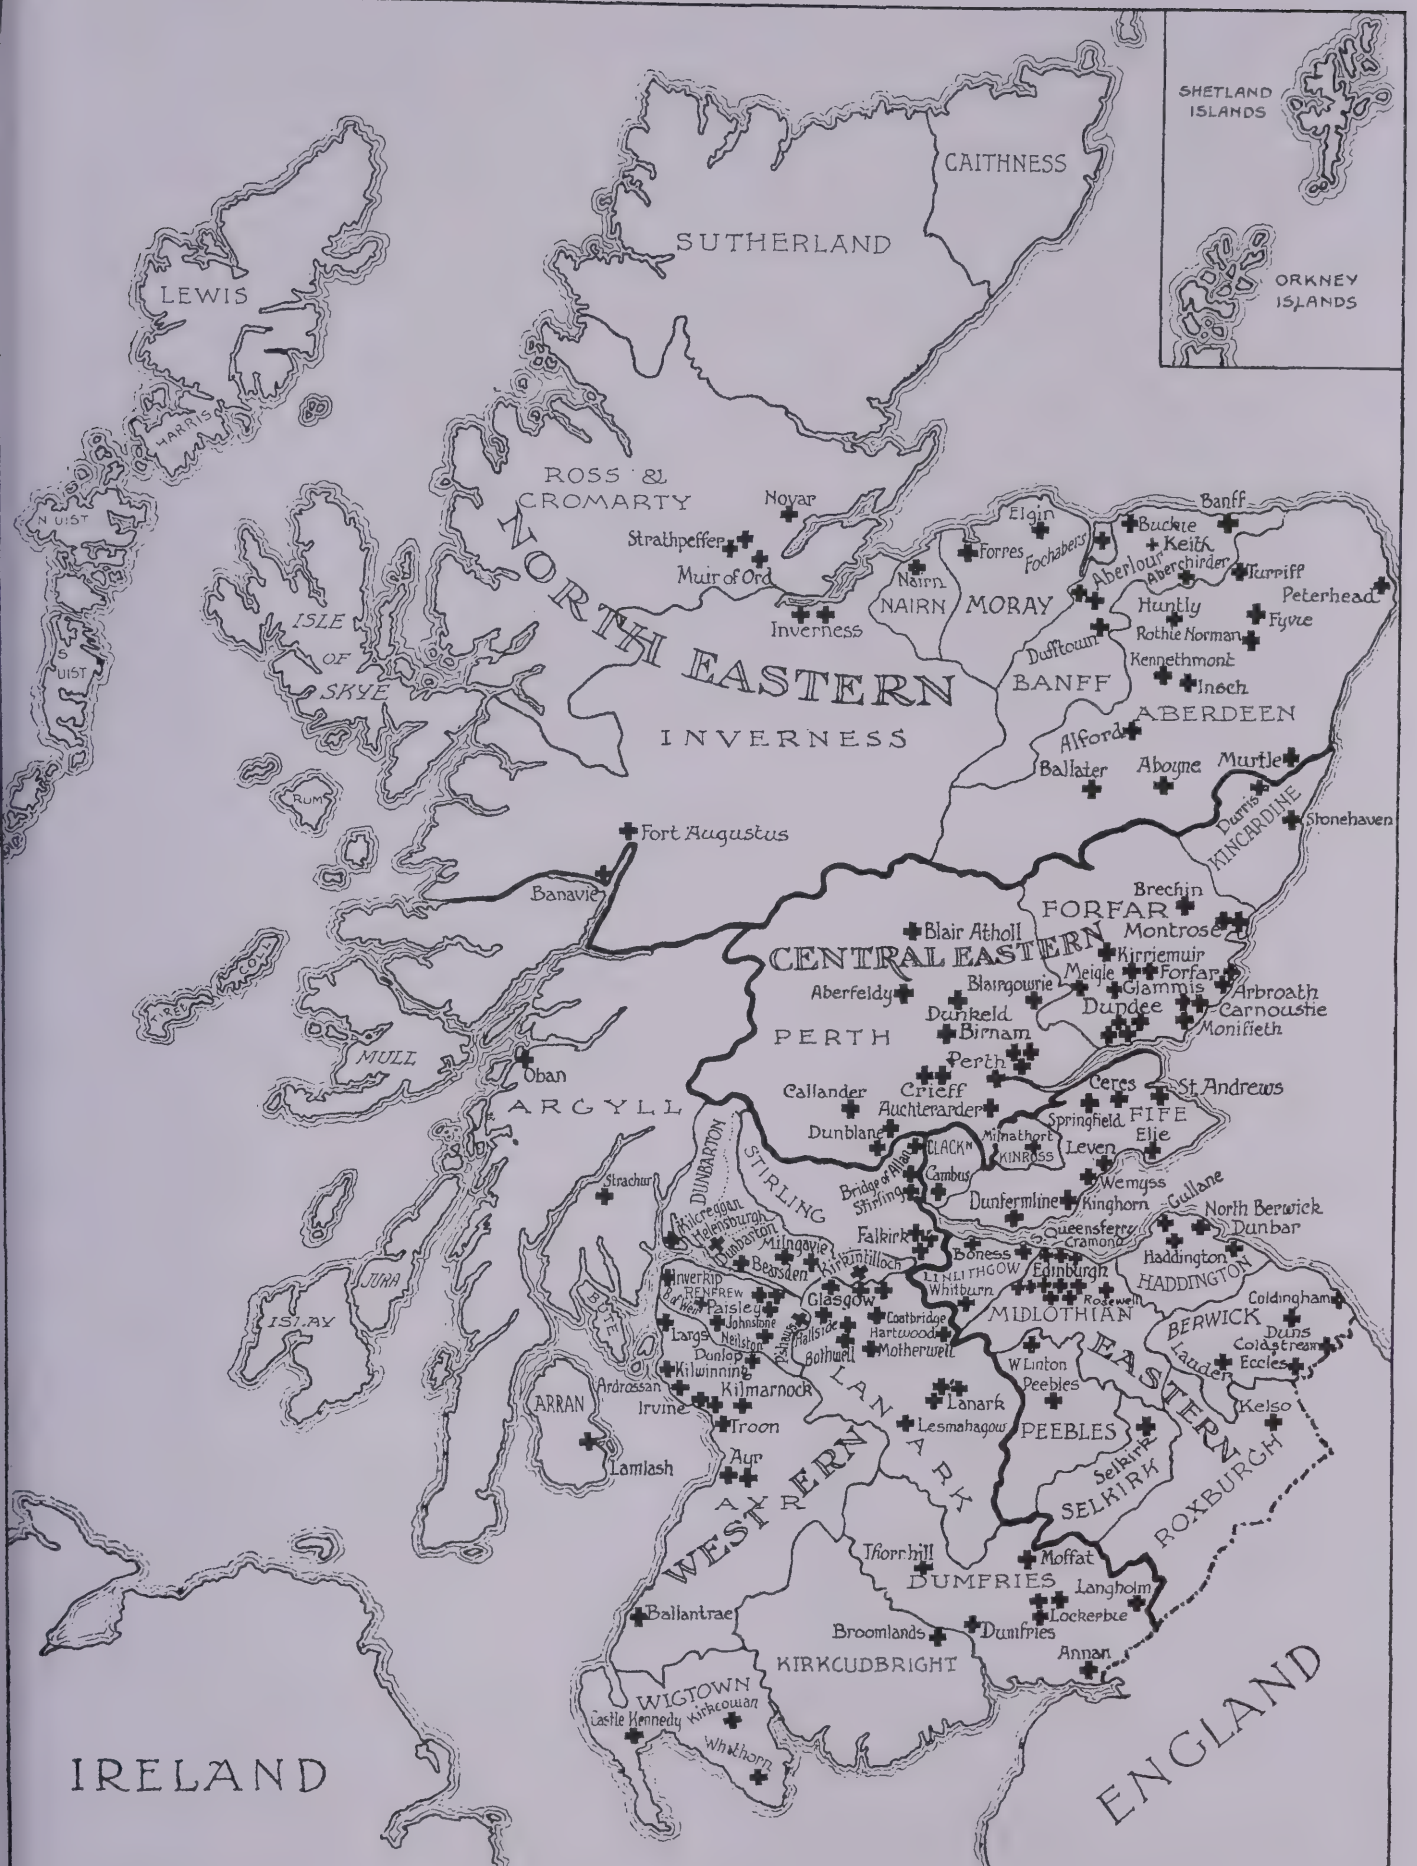 SHETLAND
ISLANDS
ORKNEY
ISLANDS
CAITHNESS
SUTHERLAND
LEWIS
HARRIS
ROSS &
CROMARTY
N UIST
S
UIST
ISLE
OF
SKYE
RUM
COLL
TIREE
NORTH EASTERN
Novar
Strathpeffer
Muir of Ord
Inverness
Elgin
Forres
Fochabers
Nairn
NAIRN
MORAY
Banff
Buckie
Keith
Aberlour
Aberchirder
Turriff
Peterhead
Huntly
Fyvie
Rothie Norman
Dufftown
Kennethmont
BANFF
Insch
ABERDEEN
INVERNESS
Alford
Ballater
Aboyne
Murtle
Durris
KINCARDINE
Stonehaven
Fort Augustus
Banavie
Brechin
FORFAR
Montrose
Blair Atholl
CENTRAL EASTERN
Kirriemuir
Meigle
Forfar
Glammis
Aberfeldy
Blairgowrie
Arbroath
Dunkeld
Dundee
Carnoustie
PERTH
Birnam
Monifieth
MULL
Oban
ARGYLL
Perth
Callander
Crieff
Auchterarder
Ceres
St. Andrews
Springfield
FIFE
Dunblane
CLACKN
Milnathort
KINROSS
Leven
Elie
DUNBARTON
STIRLING
Bridge of Allan
Cambus
Stirling
Wemyss
Dunfermline
Kinghorn
Gullane
Strachur
North Berwick
Dunbar
Kilcreggan
Helensburgh
Dunbarton
Milngavie
Bearsden
Kirkintilloch
Falkirk
Boness
Queensferry
Cramond
Haddington
HADDINGTON
LINLITHGOW
Edinburgh
Whitburn
Rosewell
MIDLOTHIAN
Coldingham
BERWICK
Duns
Coldstream
Eccles
Lauder
JURA
ISLAY
BUTE
Inverkip
RENFREW
B of Weir
Paisley
Johnstone
Neilston
P'shaws
Glasgow
Hallside
Bothwell
Coatbridge
Hartwood
Motherwell
Largs
Dunlop
Kilwinning
Ardrossan
Kilmarnock
Irvine
Troon
ARRAN
Lamlash
Ayr
AYR
LANARK
Lanark
Lesmahagow
W Linton
Peebles
PEEBLES
EASTERN
Kelso
Selkirk
SELKIRK
ROXBURGH
WESTERN
Thornhill
DUMFRIES
Moffat
Langholm
Lockerbie
Ballantrae
Broomlands
Dumfries
Annan
KIRKCUDBRIGHT
WIGTOWN
Kirkcowan
Castle Kennedy
Whithorn
IRELAND
ENGLAND